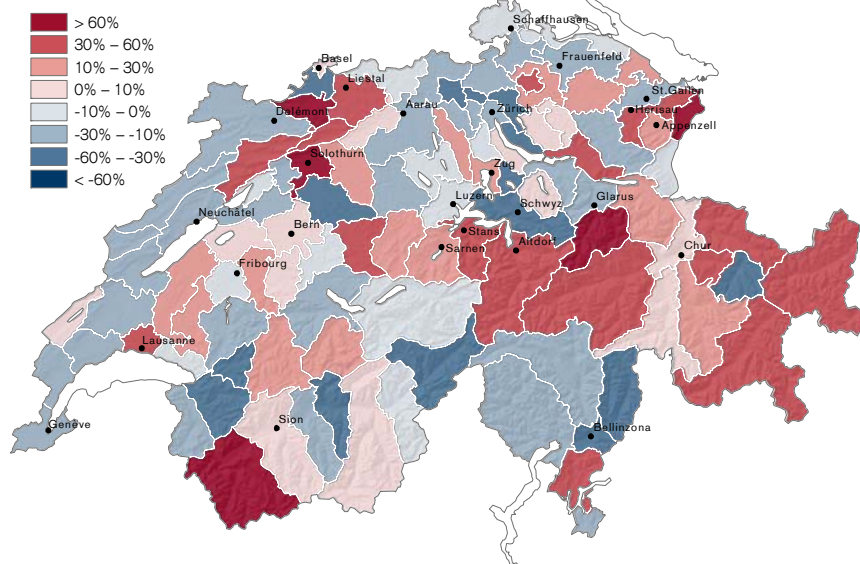 > 60%
30% – 60%
10% – 30%
0% – 10%
-10% – 0%
-30% – -10%
-60% – -30%
< -60%
Schaffhausen
Basel
Frauenfeld
Liestal
St.Gallen
Dalémont
Aarau
Zürich
Herisau
Appenzell
Solothurn
Zug
Luzern
Schwyz
Glarus
Neuchâtel
Bern
Stans
Sarnen
Altdorf
Chur
Fribourg
Lausanne
Sion
Genève
Bellinzona